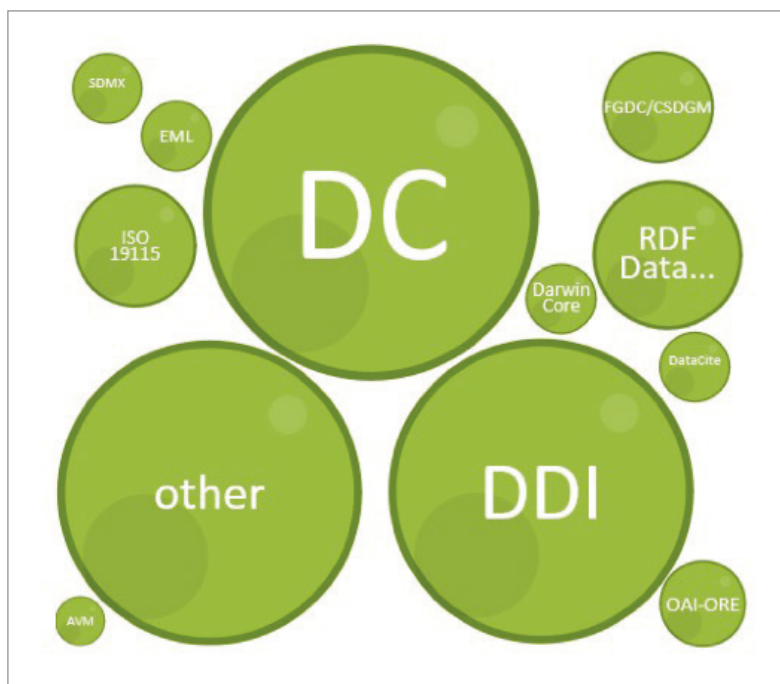 SDMX
EML
DC
FGDC/CSDGM
ISO
19115
RDF
Data...
Darwin
Core
DataCite
other
DDI
OAI-ORE
AVM